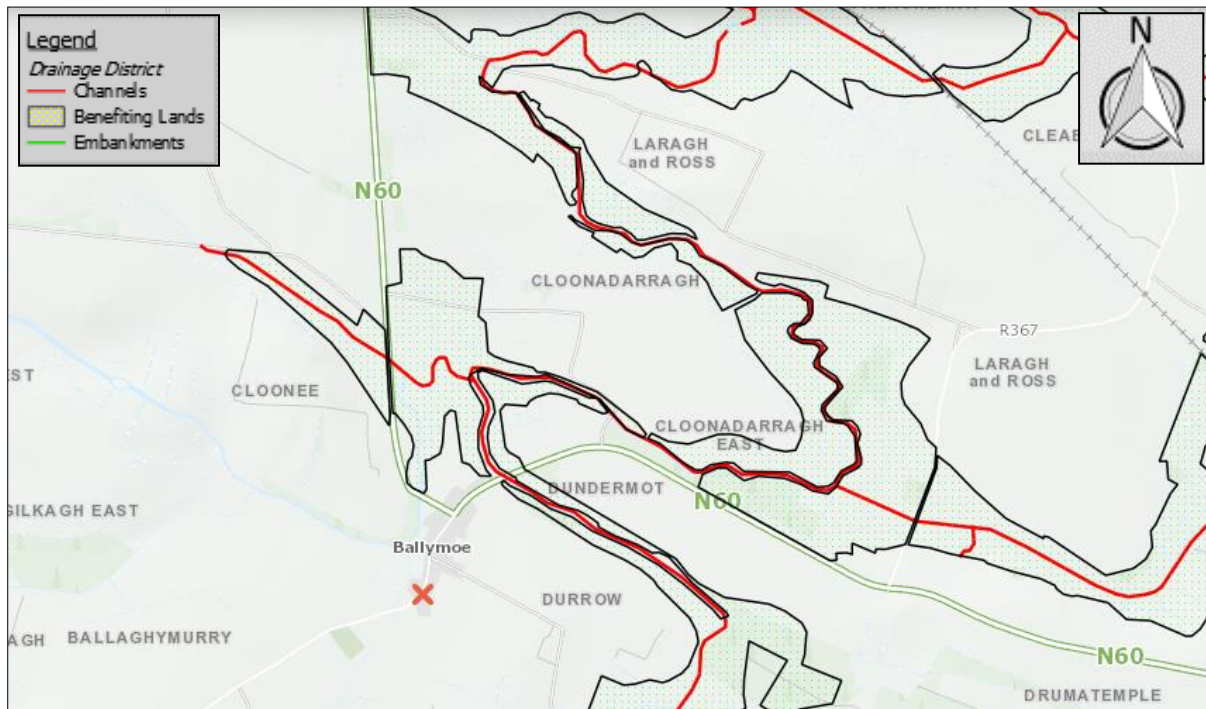 Legend
Drainage District
Channels
Benefiting Lands
Embankments
N
CLEAB
LARAGH
and ROSS
N60
CLOONADARRAGH
R367
LARAGH
and ROSS
EST
CLOONEE
CLOONADARRAGH
EAST
DUNDERMOT
N60
GILKAGH EAST
Ballymoe
DURROW
AGH
BALLAGHYMURRY
N60
DRUMATEMPLE